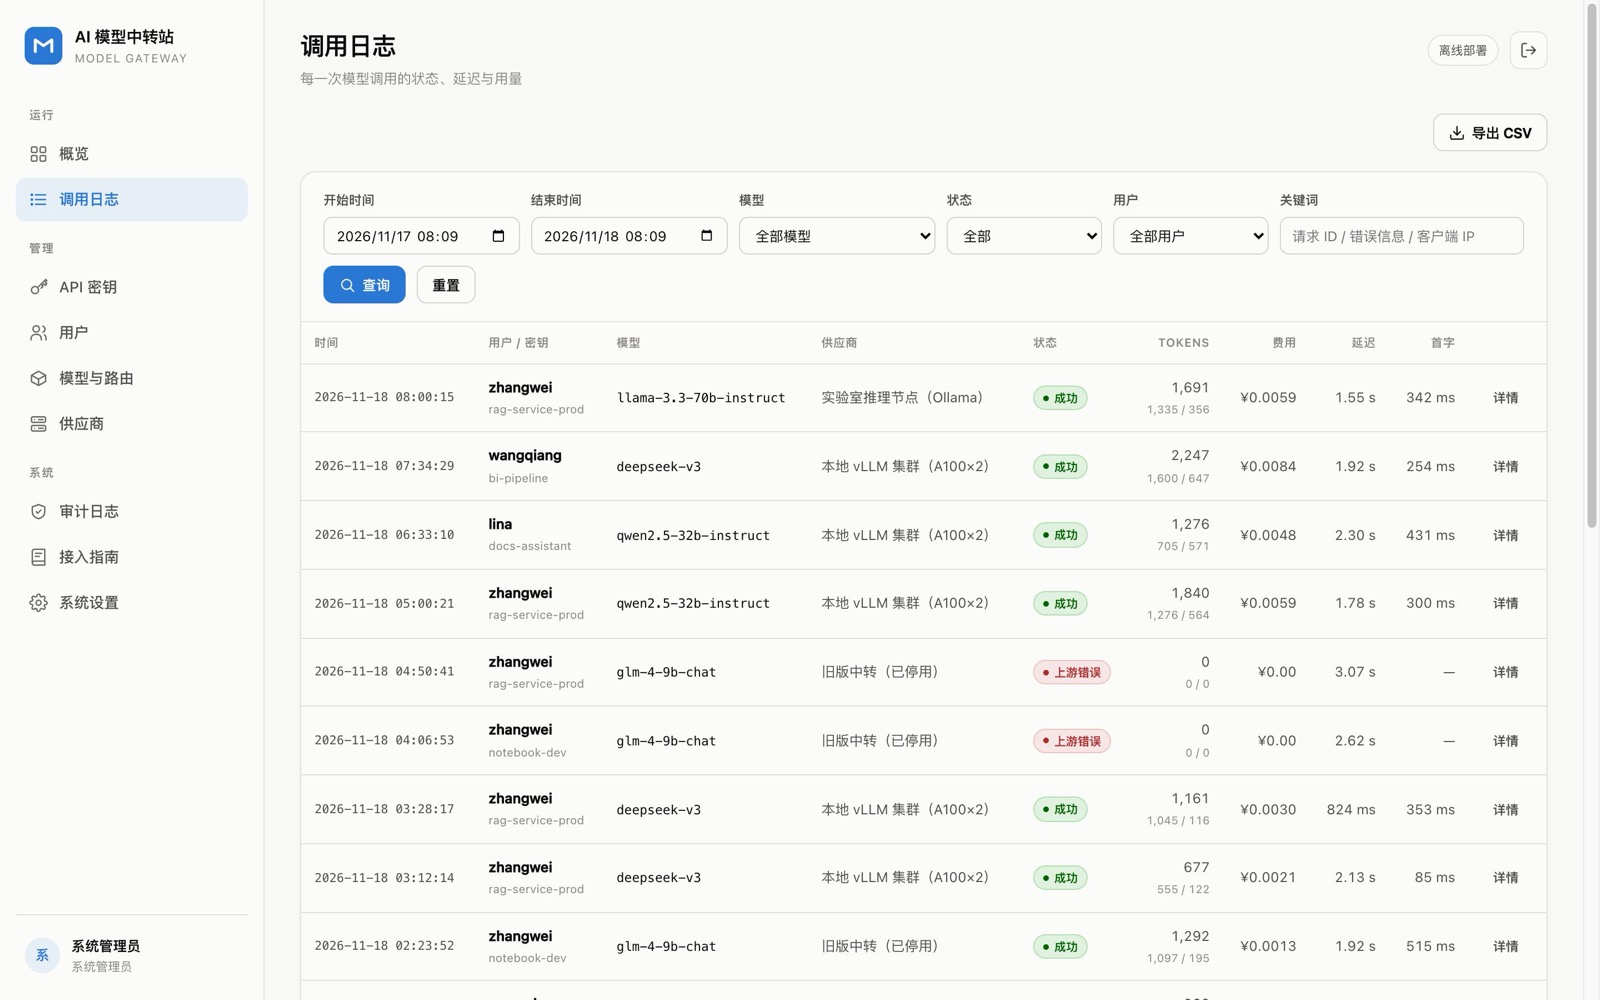 AI 模型中转站
MODEL GATEWAY
运行
概览
调用日志
管理
API 密钥
用户
模型与路由
供应商
系统
审计日志
接入指南
系统设置
系
系统管理员
系统管理员
调用日志
每一次模型调用的状态、延迟与用量
离线部署
导出 CSV
开始时间 结束时间 模型 状态 用户 关键词
2026/11/17 08:09 2026/11/18 08:09 全部模型 全部 全部用户 请求 ID / 错误信息 / 客户端 IP
查询 重置
时间 用户 / 密钥 模型 供应商 状态 TOKENS 费用 延迟 首字
2026-11-18 08:00:15 zhangwei llama-3.3-70b-instruct 实验室推理节点（Ollama） 成功 1,691 ¥0.0059 1.55 s 342 ms 详情
rag-service-prod 1,335 / 356
2026-11-18 07:34:29 wangqiang deepseek-v3 本地 vLLM 集群（A100×2） 成功 2,247 ¥0.0084 1.92 s 254 ms 详情
bi-pipeline 1,600 / 647
2026-11-18 06:33:10 lina qwen2.5-32b-instruct 本地 vLLM 集群（A100×2） 成功 1,276 ¥0.0048 2.30 s 431 ms 详情
docs-assistant 705 / 571
2026-11-18 05:00:21 zhangwei qwen2.5-32b-instruct 本地 vLLM 集群（A100×2） 成功 1,840 ¥0.0059 1.78 s 300 ms 详情
rag-service-prod 1,276 / 564
2026-11-18 04:50:41 zhangwei glm-4-9b-chat 旧版中转（已停用） 上游错误 0 ¥0.00 3.07 s — 详情
rag-service-prod 0 / 0
2026-11-18 04:06:53 zhangwei glm-4-9b-chat 旧版中转（已停用） 上游错误 0 ¥0.00 2.62 s — 详情
notebook-dev 0 / 0
2026-11-18 03:28:17 zhangwei deepseek-v3 本地 vLLM 集群（A100×2） 成功 1,161 ¥0.0030 824 ms 353 ms 详情
rag-service-prod 1,045 / 116
2026-11-18 03:12:14 zhangwei deepseek-v3 本地 vLLM 集群（A100×2） 成功 677 ¥0.0021 2.13 s 85 ms 详情
rag-service-prod 555 / 122
2026-11-18 02:23:52 zhangwei glm-4-9b-chat 旧版中转（已停用） 成功 1,292 ¥0.0013 1.92 s 515 ms 详情
notebook-dev 1,097 / 195